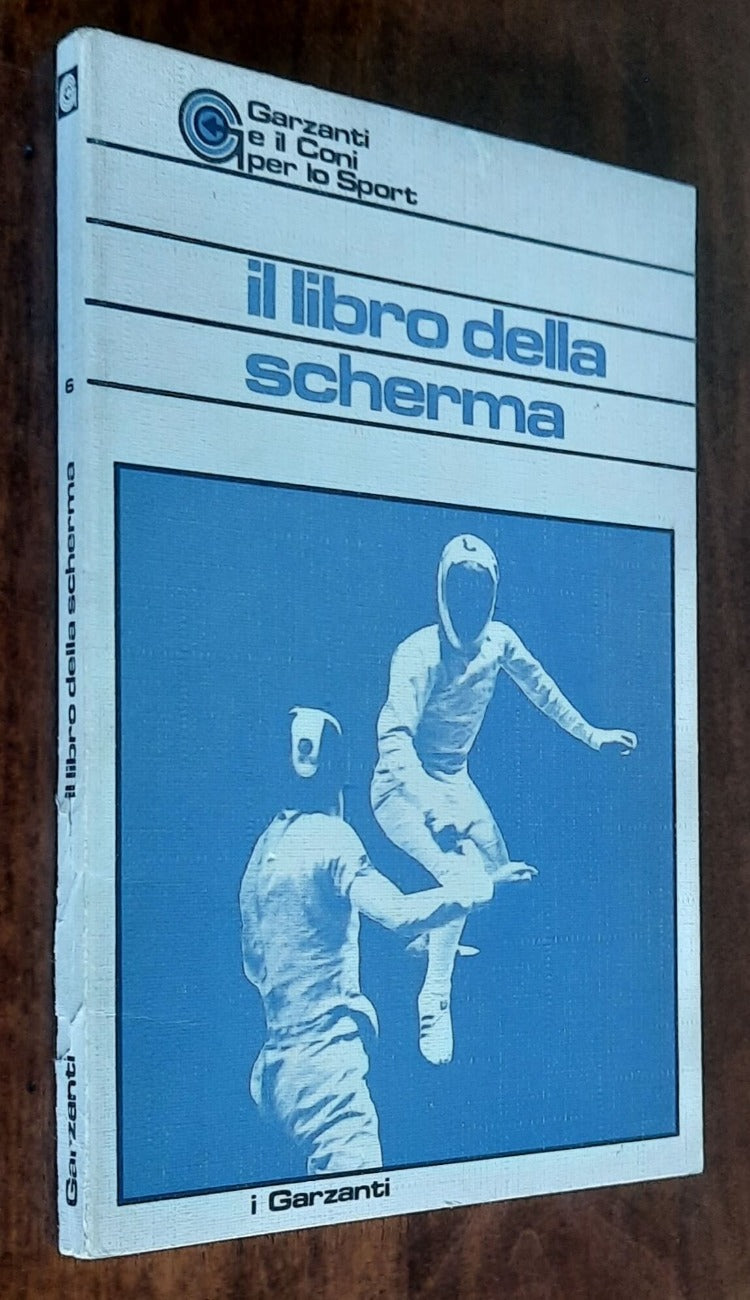 Garzanti
e il Coni
per lo Sport
il libro della
scherma
i Garzanti
6
il libro della scherma
Garzanti